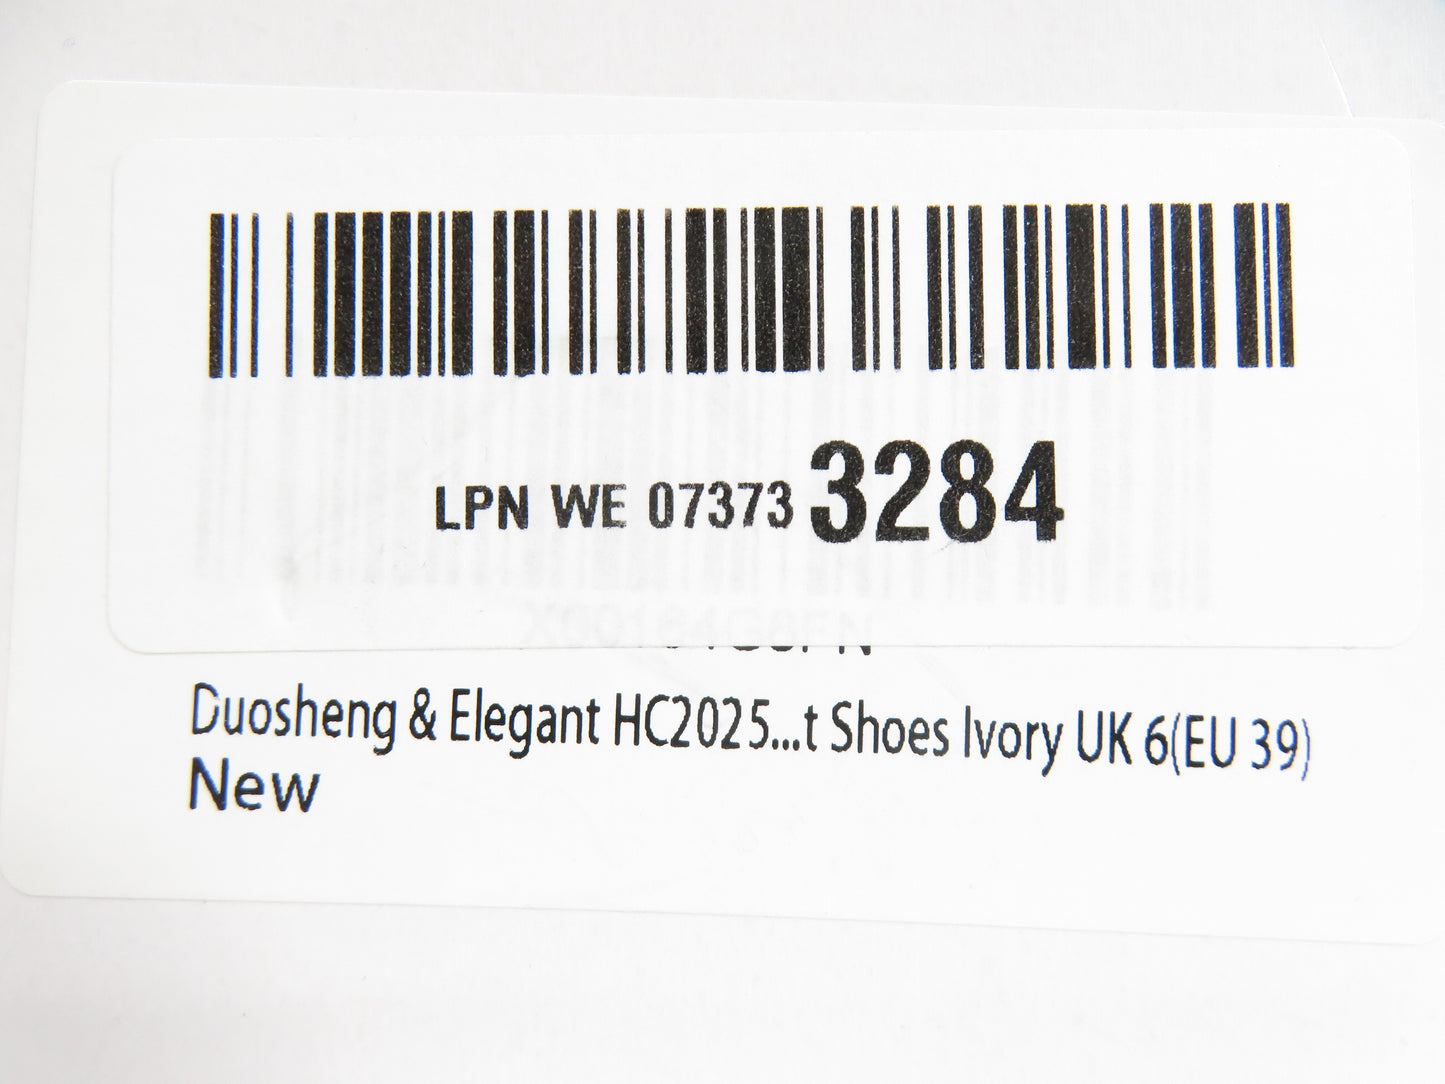 LPN WE 07373 3284
Duosheng & Elegant HC2025...t Shoes Ivory UK 6(EU 39)
New